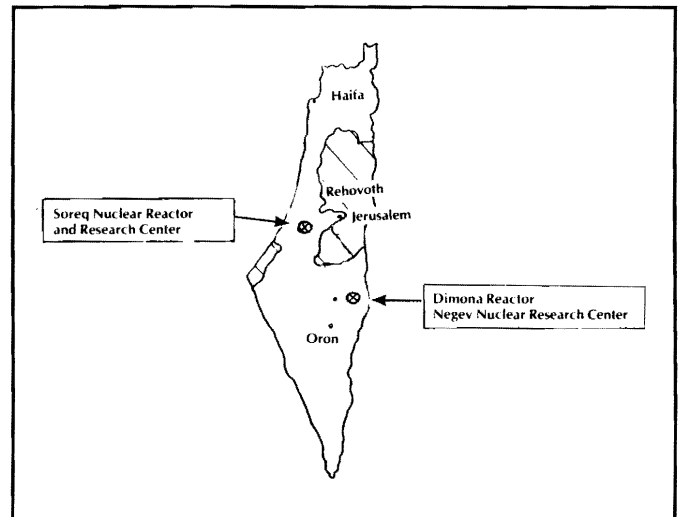 Haifa
Rehovoth
Jerusalem
Soreq Nuclear Reactor
and Research Center
Dimona Reactor
Negev Nuclear Research Center
Oron